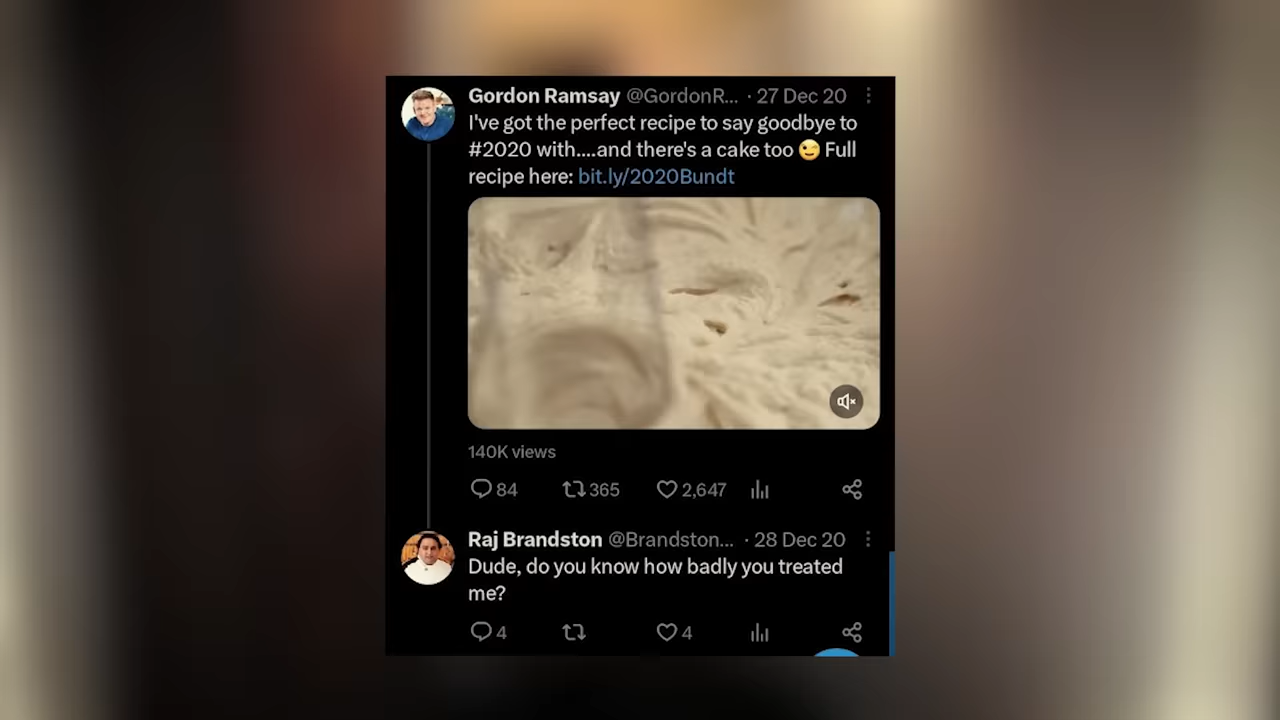 Gordon Ramsay @GordonR... · 27 Dec 20
I've got the perfect recipe to say goodbye to
#2020 with....and there's a cake too 😉 Full
recipe here: bit.ly/2020Bundt
140K views
84 365 2,647
Raj Brandston @Brandston... · 28 Dec 20
Dude, do you know how badly you treated
me?
4 4